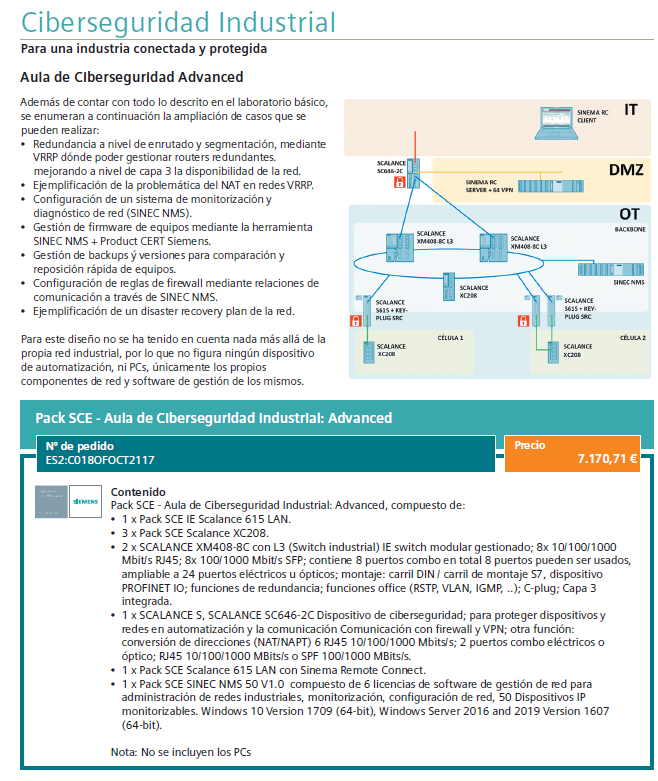 Ciberseguridad Industrial
Para una industria conectada y protegida
Aula de Ciberseguridad Advanced
Además de contar con todo lo descrito en el laboratorio básico,
se enumeran a continuación la ampliación de casos que se
pueden realizar:
• Redundancia a nivel de enrutado y segmentación, mediante
VRRP dónde poder gestionar routers redundantes.
mejorando a nivel de capa 3 la disponibilidad de la red.
• Ejemplificación de la problemática del NAT en redes VRRP.
• Configuración de un sistema de monitorización y
diagnóstico de red (SINEC NMS).
• Gestión de firmware de equipos mediante la herramienta
SINEC NMS + Product CERT Siemens.
• Gestión de backups ý versiones para comparación y
reposición rápida de equipos.
• Configuración de reglas de firewall mediante relaciones de
comunicación a través de SINEC NMS.
• Ejemplificación de un disaster recovery plan de la red.
Para este diseño no se ha tenido en cuenta nada más allá de la
propia red industrial, por lo que no figura ningún dispositivo
de automatización, ni PCs, únicamente los propios
componentes de red y software de gestión de los mismos.
IT
SINEMA RC
CLIENT
SCALANCE
SC646-2C
DMZ
SINEMA RC
SERVER + 64 VPN
OT
BACKBONE
SCALANCE
XM408-8C L3
SCALANCE
XM408-8C L3
SCALANCE
XC208
SINEC NMS
SCALANCE
S615 + KEY-
PLUG SRC
SCALANCE
S615 + KEY-
PLUG SRC
CÉLULA 1
CÉLULA 2
SCALANCE
XC208
SCALANCE
XC208
Pack SCE - Aula de Ciberseguridad Industrial: Advanced
Nº de pedido
ES2:C018OFOCT2117
Precio
7.170,71 €
SIEMENS
Contenido
Pack SCE - Aula de Ciberseguridad Industrial: Advanced, compuesto de:
• 1 x Pack SCE IE Scalance 615 LAN.
• 3 x Pack SCE Scalance XC208.
• 2 x SCALANCE XM408-8C con L3 (Switch industrial) IE switch modular gestionado; 8x 10/100/1000
Mbit/s RJ45; 8x 100/1000 Mbit/s SFP; contiene 8 puertos combo en total 8 puertos pueden ser usados,
ampliable a 24 puertos eléctricos u ópticos; montaje: carril DIN / carril de montaje S7, dispositivo
PROFINET IO; funciones de redundancia; funciones office (RSTP, VLAN, IGMP, ..); C-plug; Capa 3
integrada.
• 1 x SCALANCE S, SCALANCE SC646-2C Dispositivo de ciberseguridad; para proteger dispositivos y
redes en automatización y la comunicación Comunicación con firewall y VPN; otra función:
conversión de direcciones (NAT/NAPT) 6 RJ45 10/100/1000 Mbits/s; 2 puertos combo eléctricos o
óptico; RJ45 10/100/1000 MBits/s o SPF 100/1000 MBits/s.
• 1 x Pack SCE Scalance 615 LAN con Sinema Remote Connect.
• 1 x Pack SCE SINEC NMS 50 V1.0 compuesto de 6 licencias de software de gestión de red para
administración de redes industriales, monitorización, configuración de red, 50 Dispositivos IP
monitorizables. Windows 10 Version 1709 (64-bit), Windows Server 2016 and 2019 Version 1607
(64-bit).
Nota: No se incluyen los PCs